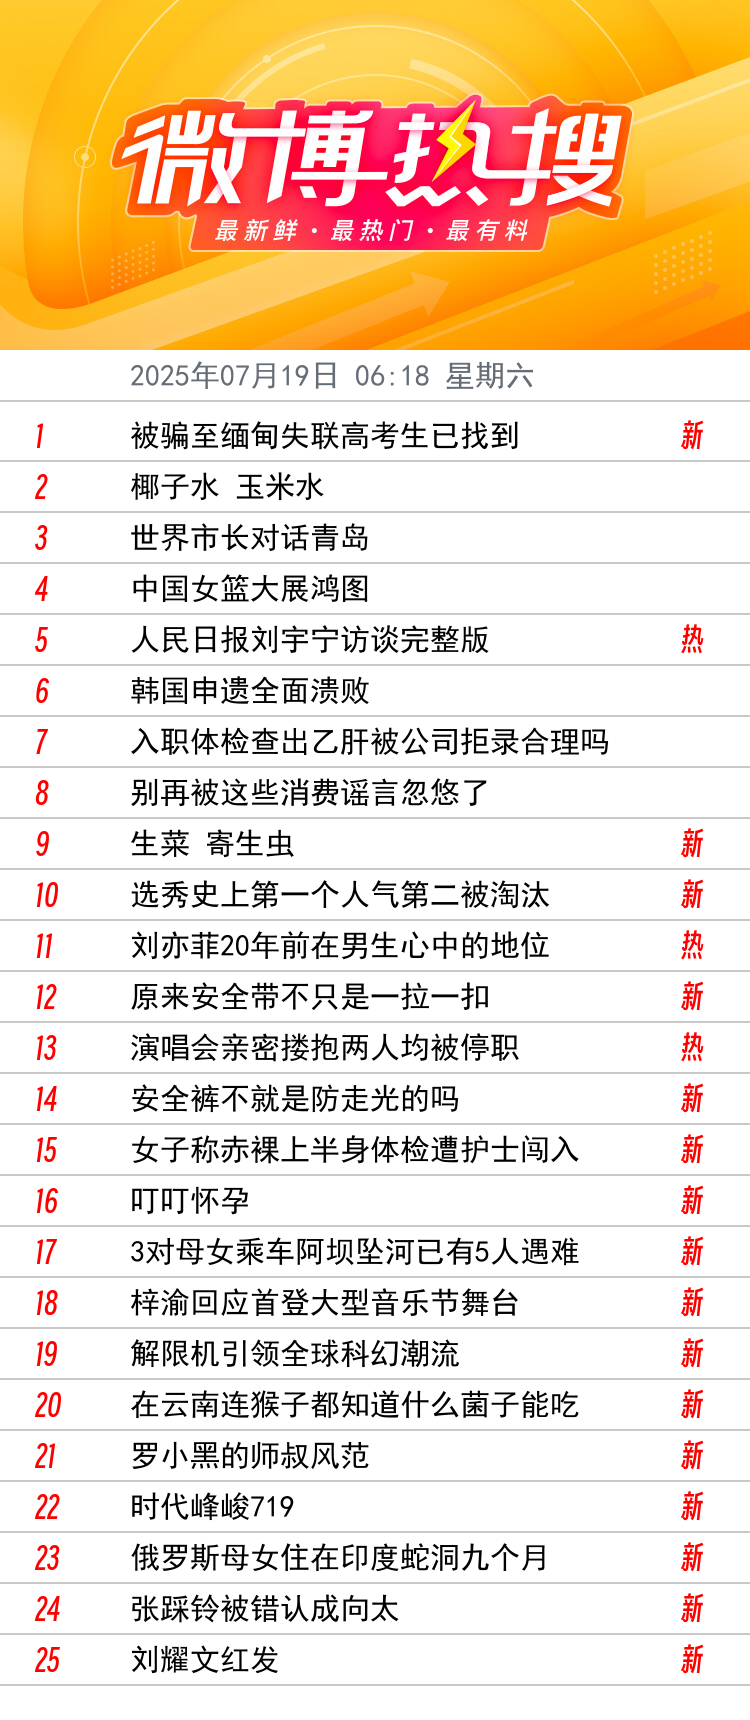 微博热搜
最新鲜·最热门·最有料
2025年07月19日 06:18 星期六
1 被骗至缅甸失联高考生已找到 新
2 椰子水 玉米水
3 世界市长对话青岛
4 中国女篮大展鸿图
5 人民日报刘宇宁访谈完整版 热
6 韩国申遗全面溃败
7 入职体检查出乙肝被公司拒录合理吗
8 别再被这些消费谣言忽悠了
9 生菜 寄生虫 新
10 选秀史上第一个人气第二被淘汰 新
11 刘亦菲20年前在男生心中的地位 热
12 原来安全带不只是一拉一扣 新
13 演唱会亲密搂抱两人均被停职 热
14 安全裤不就是防走光的吗 新
15 女子称赤裸上半身体检遭护士闯入 新
16 叮叮怀孕 新
17 3对母女乘车阿坝坠河已有5人遇难 新
18 梓渝回应首登大型音乐节舞台 新
19 解限机引领全球科幻潮流 新
20 在云南连猴子都知道什么菌子能吃 新
21 罗小黑的师叔风范 新
22 时代峰峻719 新
23 俄罗斯母女住在印度蛇洞九个月 新
24 张踩铃被错认成向太 新
25 刘耀文红发 新